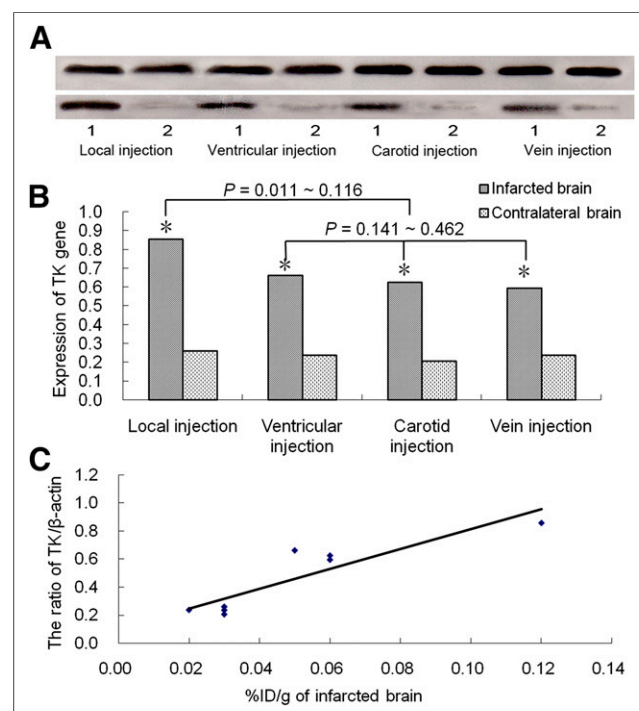 A
1 2 1 2 1 2 1 2
Local injection Ventricular injection Carotid injection Vein injection
B
P = 0.011 ~ 0.116
Infarcted brain
Contralateral brain
P = 0.141 ~ 0.462
* * * *
Expression of TK gene
1.0
0.9
0.8
0.7
0.6
0.5
0.4
0.3
0.2
0.1
0.0
Local injection Ventricular injection Carotid injection Vein injection
C
The ratio of TK/β-actin
1.2
1.0
0.8
0.6
0.4
0.2
0.0
0.00 0.02 0.04 0.06 0.08 0.10 0.12 0.14
%ID/g of infarcted brain